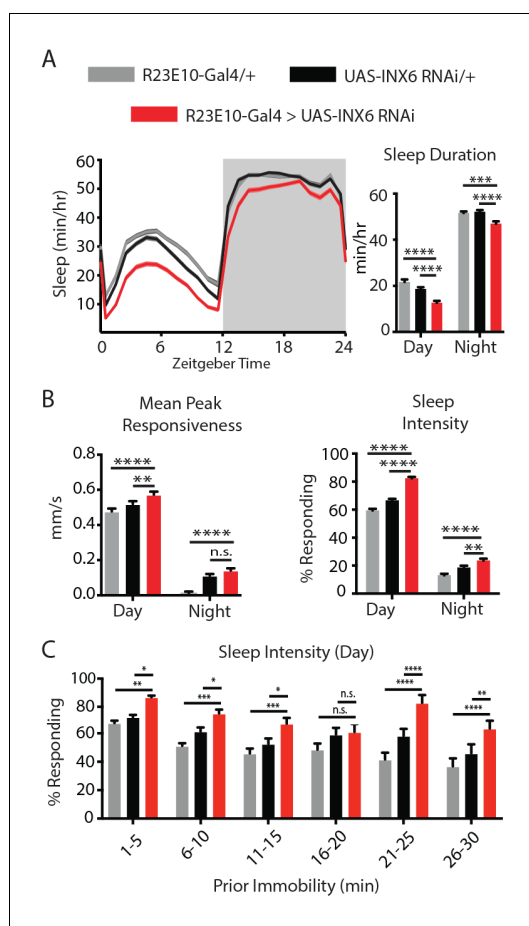 A
R23E10-Gal4/+ UAS-INX6 RNAi/+
R23E10-Gal4 > UAS-INX6 RNAi
Sleep Duration
Sleep (min/hr)
60
50
40
30
20
10
0 6 12 18 24
Zeitgeber Time
min/hr
60
40
20
0
**** **** *** ****
Day Night
B
Mean Peak
Responsiveness
mm/s
0.8
0.6
0.4
0.2
0.0
**** ** **** n.s.
Day Night
Sleep
Intensity
% Responding
100
80
60
40
20
0
**** **** **** **
Day Night
C
Sleep Intensity (Day)
% Responding
100
80
60
40
0
* ** * *** * *** n.s. n.s. **** **** ** ****
1-5 6-10 11-15 16-20 21-25 26-30
Prior Immobility (min)